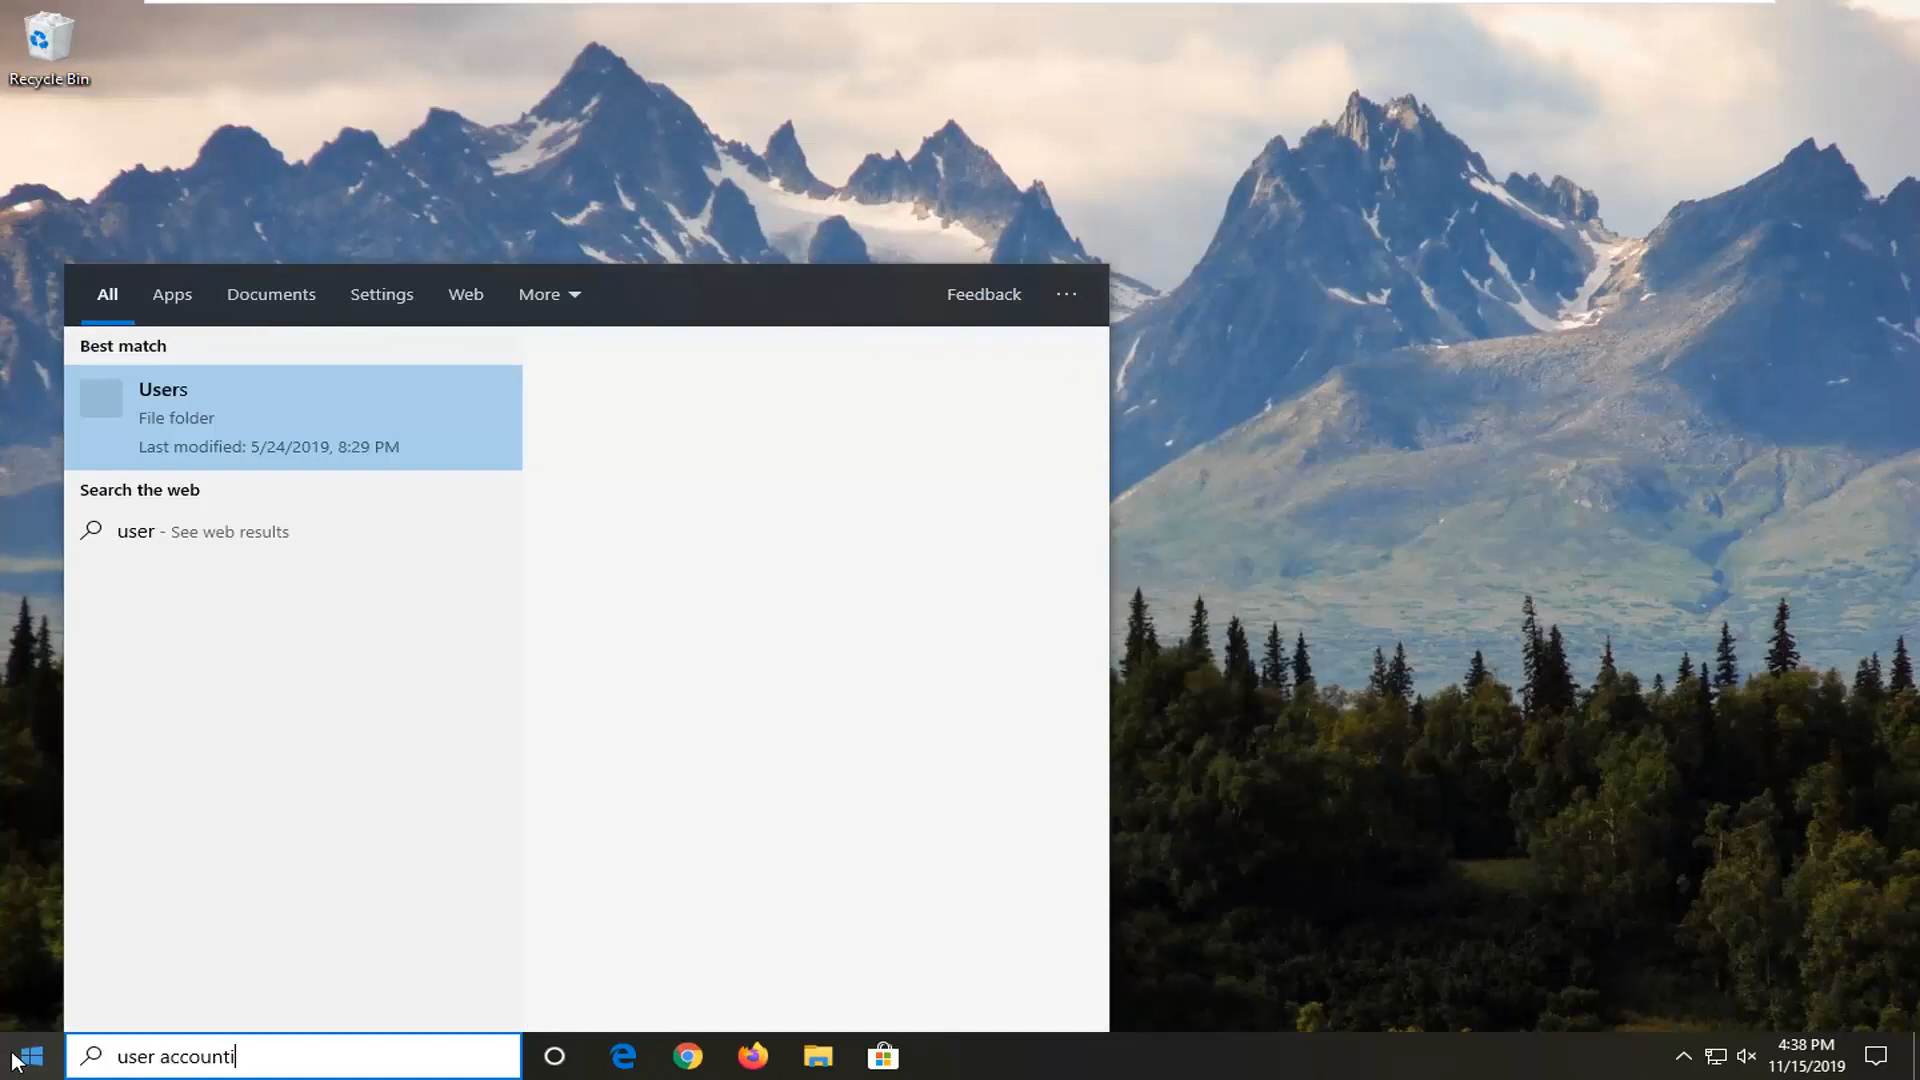 Recycle Bin
All Apps Documents Settings Web More Feedback ...
Best match
Users
File folder
Last modified: 5/24/2019, 8:29 PM
Search the web
user - See web results
user accounti
4:38 PM
11/15/2019